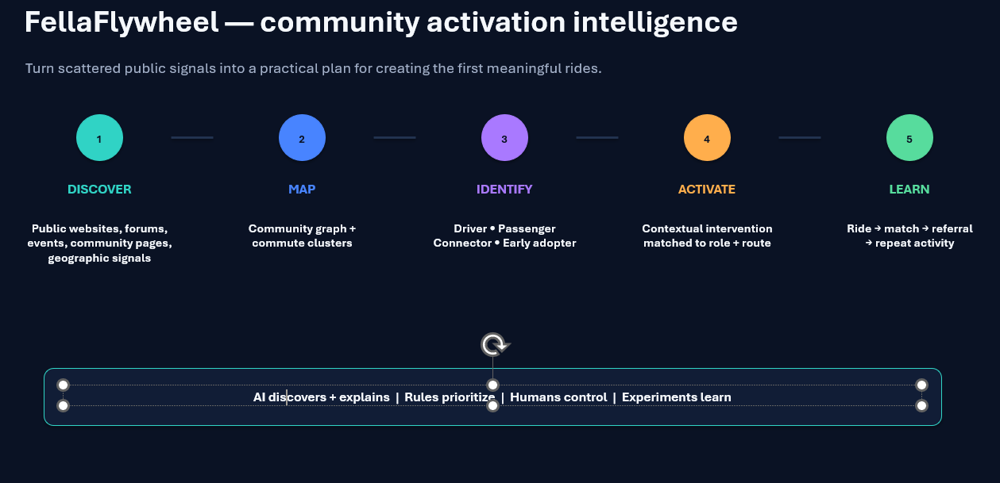 FellaFlywheel — community activation intelligence
Turn scattered public signals into a practical plan for creating the first meaningful rides.
1
2
3
4
5
DISCOVER
MAP
IDENTIFY
ACTIVATE
LEARN
Public websites, forums,
events, community pages,
geographic signals
Community graph +
commute clusters
Driver • Passenger
Connector • Early adopter
Contextual intervention
matched to role + route
Ride → match → referral
→ repeat activity
AI discovers + explains | Rules prioritize | Humans control | Experiments learn